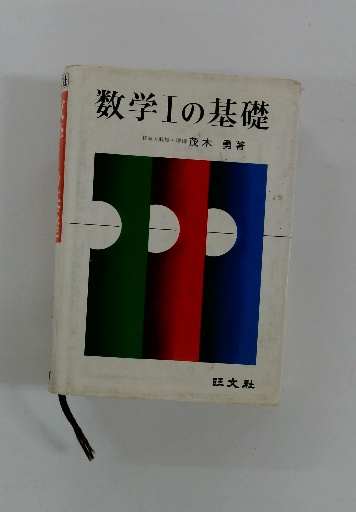 数学Iの基礎
茂木 勇著
旺文社